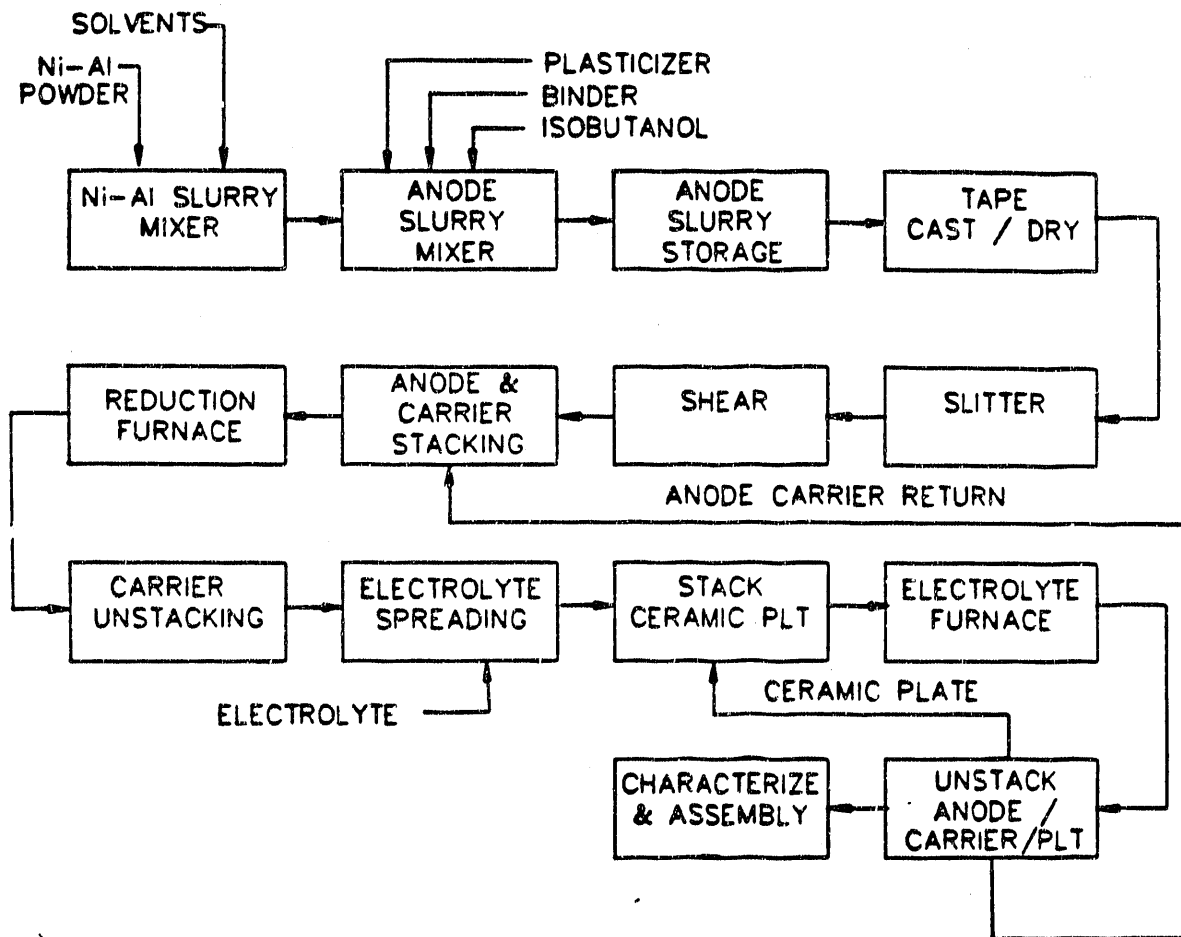 SOLVENTS
Ni-Al
POWDER
PLASTICIZER
BINDER
ISOBUTANOL
Ni-Al SLURRY
MIXER
ANODE
SLURRY
MIXER
ANODE
SLURRY
STORAGE
TAPE
CAST / DRY
REDUCTION
FURNACE
ANODE &
CARRIER
STACKING
SHEAR
SLITTER
ANODE CARRIER RETURN
CARRIER
UNSTACKING
ELECTROLYTE
SPREADING
STACK
CERAMIC PLT
ELECTROLYTE
FURNACE
ELECTROLYTE
CERAMIC PLATE
CHARACTERIZE
& ASSEMBLY
UNSTACK
ANODE /
CARRIER/PLT